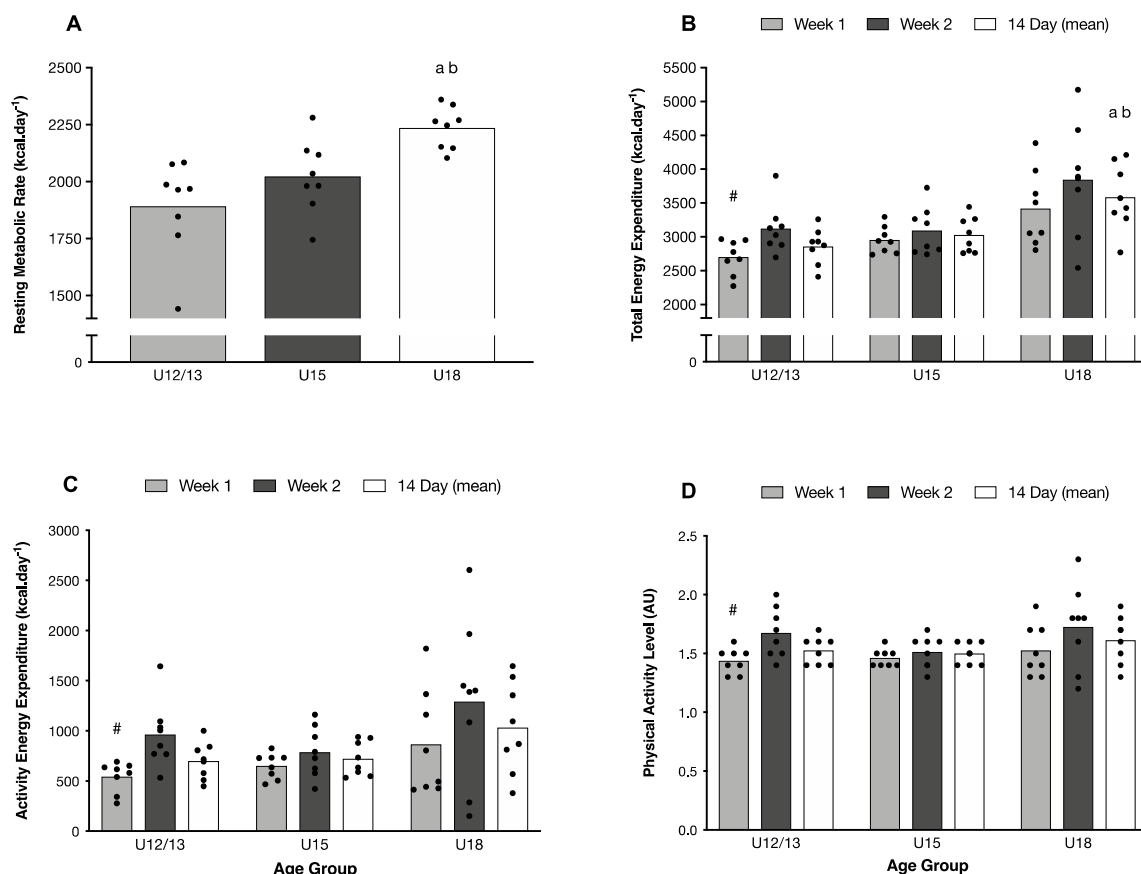 A
Resting Metabolic Rate (kcal.day⁻¹)
2500
2250
2000
1750
1500
0
a b
U12/13 U15 U18
B
Week 1 Week 2 14 Day (mean)
Total Energy Expenditure (kcal.day⁻¹)
5500
5000
4500
4000
3500
3000
2500
2000
0
#
a b
U12/13 U15 U18
C
Week 1 Week 2 14 Day (mean)
Activity Energy Expenditure (kcal.day⁻¹)
3000
2500
2000
1500
1000
500
0
#
U12/13 U15 U18
Age Group
D
Week 1 Week 2 14 Day (mean)
Physical Activity Level (AU)
2.5
2.0
1.5
1.0
0.5
0.0
#
U12/13 U15 U18
Age Group